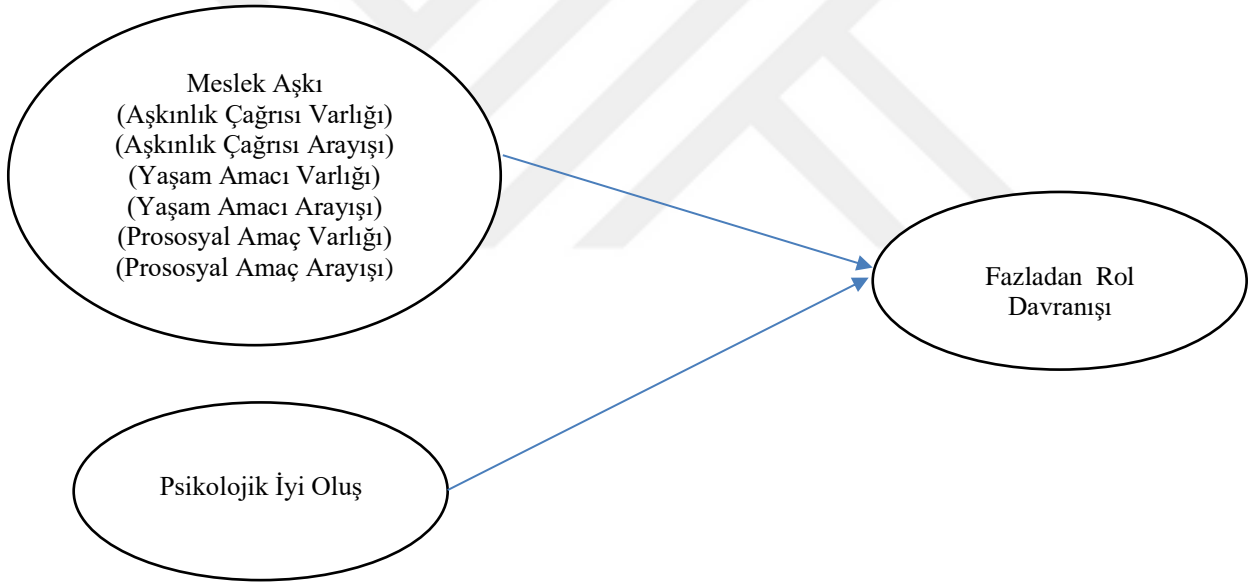 Meslek Aşkı
(Aşkınlık Çağrısı Varlığı)
(Aşkınlık Çağrısı Arayışı)
(Yaşam Amacı Varlığı)
(Yaşam Amacı Arayışı)
(Prososyal Amaç Varlığı)
(Prososyal Amaç Arayışı)
Fazladan Rol
Davranışı
Psikolojik İyi Oluş